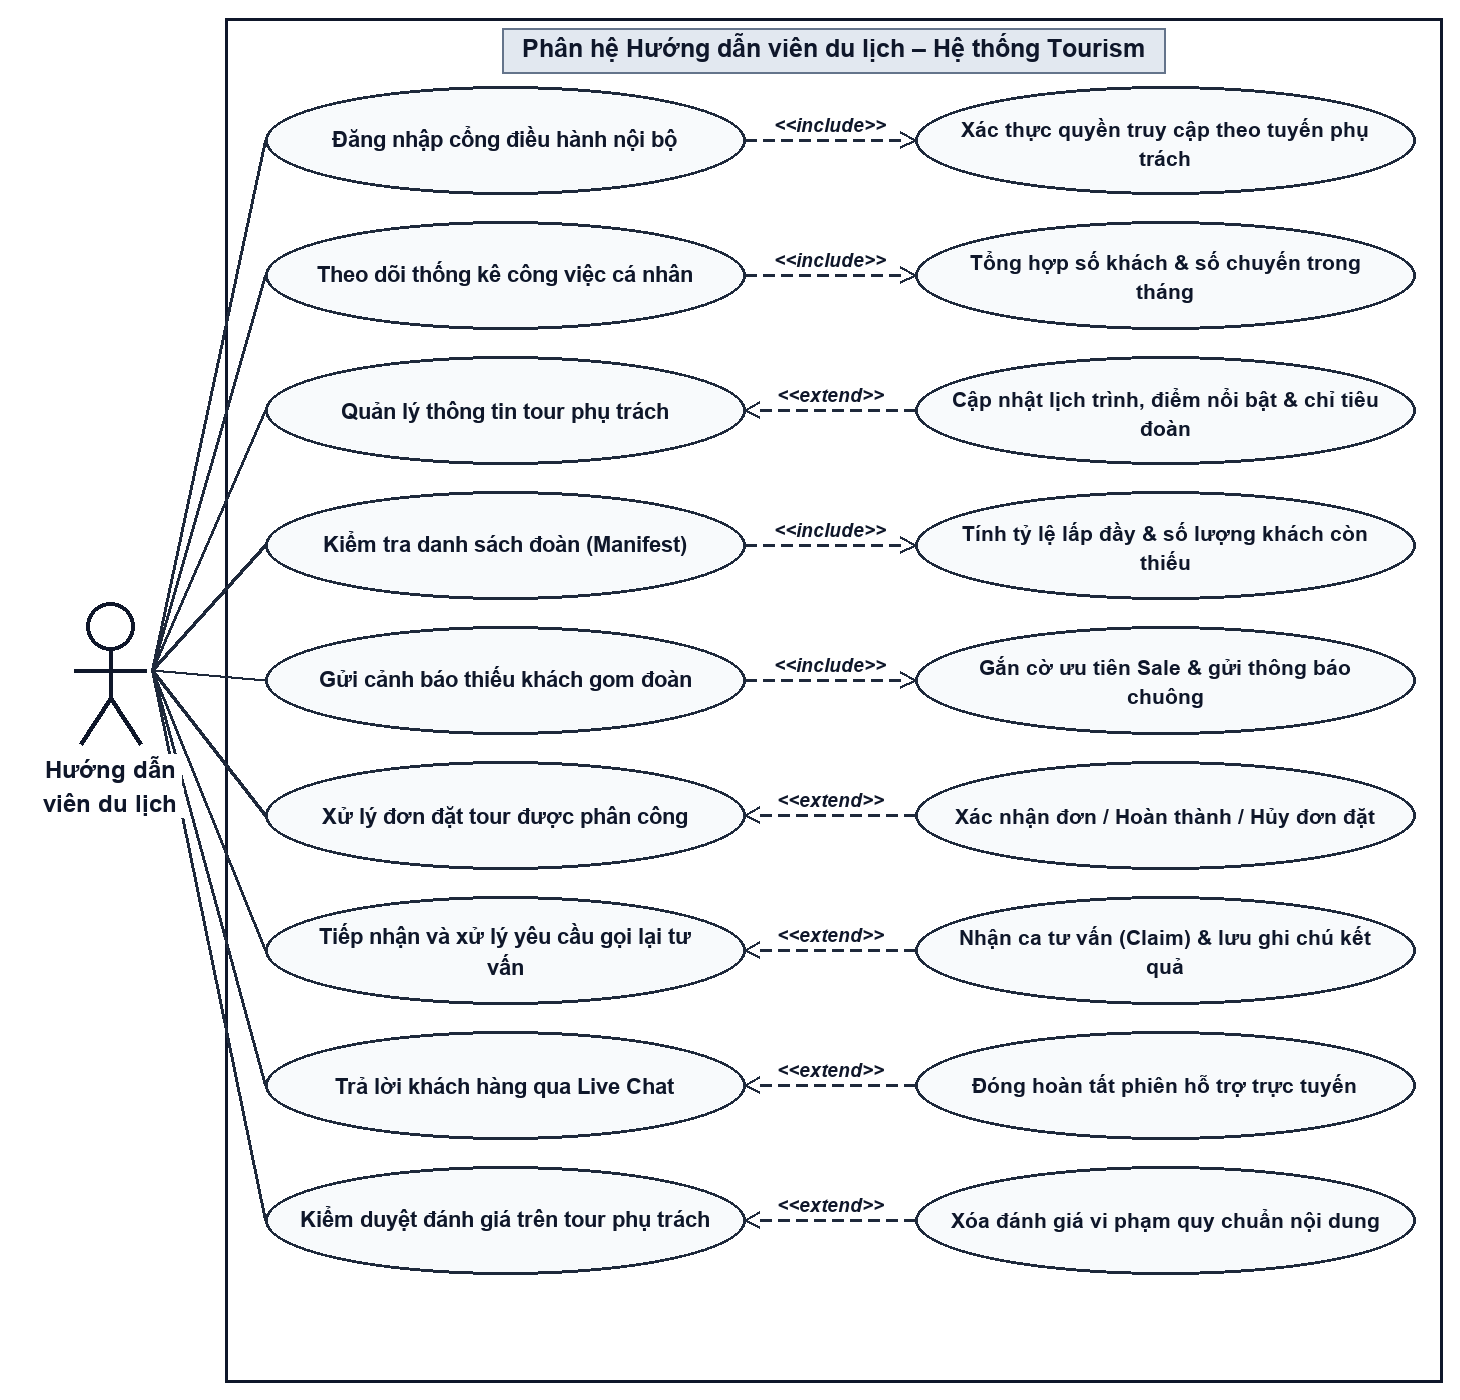 Phân hệ Hướng dẫn viên du lịch – Hệ thống Tourism
Đăng nhập cổng điều hành nội bộ
<<include>>
Xác thực quyền truy cập theo tuyến phụ
trách
Theo dõi thống kê công việc cá nhân
<<include>>
Tổng hợp số khách & số chuyến trong
tháng
Quản lý thông tin tour phụ trách
<<extend>>
Cập nhật lịch trình, điểm nổi bật & chỉ tiêu
đoàn
Kiểm tra danh sách đoàn (Manifest)
<<include>>
Tính tỷ lệ lấp đầy & số lượng khách còn
thiếu
Gửi cảnh báo thiếu khách gom đoàn
<<include>>
Gắn cờ ưu tiên Sale & gửi thông báo
chuông
Hướng dẫn
viên du lịch
Xử lý đơn đặt tour được phân công
<<extend>>
Xác nhận đơn / Hoàn thành / Hủy đơn đặt
Tiếp nhận và xử lý yêu cầu gọi lại tư
vấn
<<extend>>
Nhận ca tư vấn (Claim) & lưu ghi chú kết
quả
Trả lời khách hàng qua Live Chat
<<extend>>
Đóng hoàn tất phiên hỗ trợ trực tuyến
Kiểm duyệt đánh giá trên tour phụ trách
<<extend>>
Xóa đánh giá vi phạm quy chuẩn nội dung